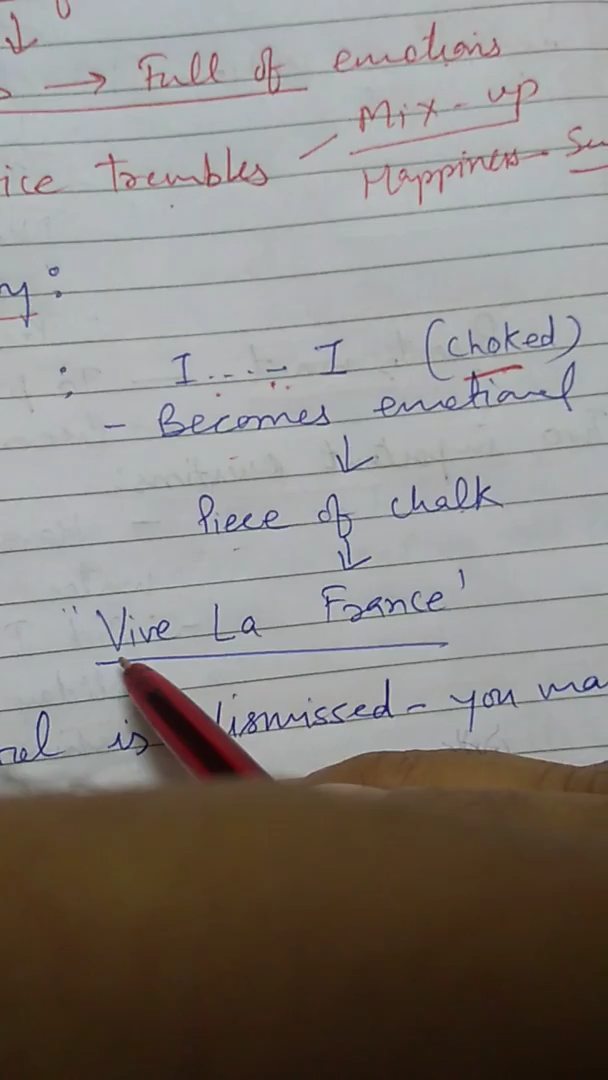 → Full of emotions
ice trembles — Mix-up
Happiness - Su
y:
: I....I (choked)
- Becomes emotional
↓
Piece of chalk
↓
"Vive La France'
is dismissed - you ma